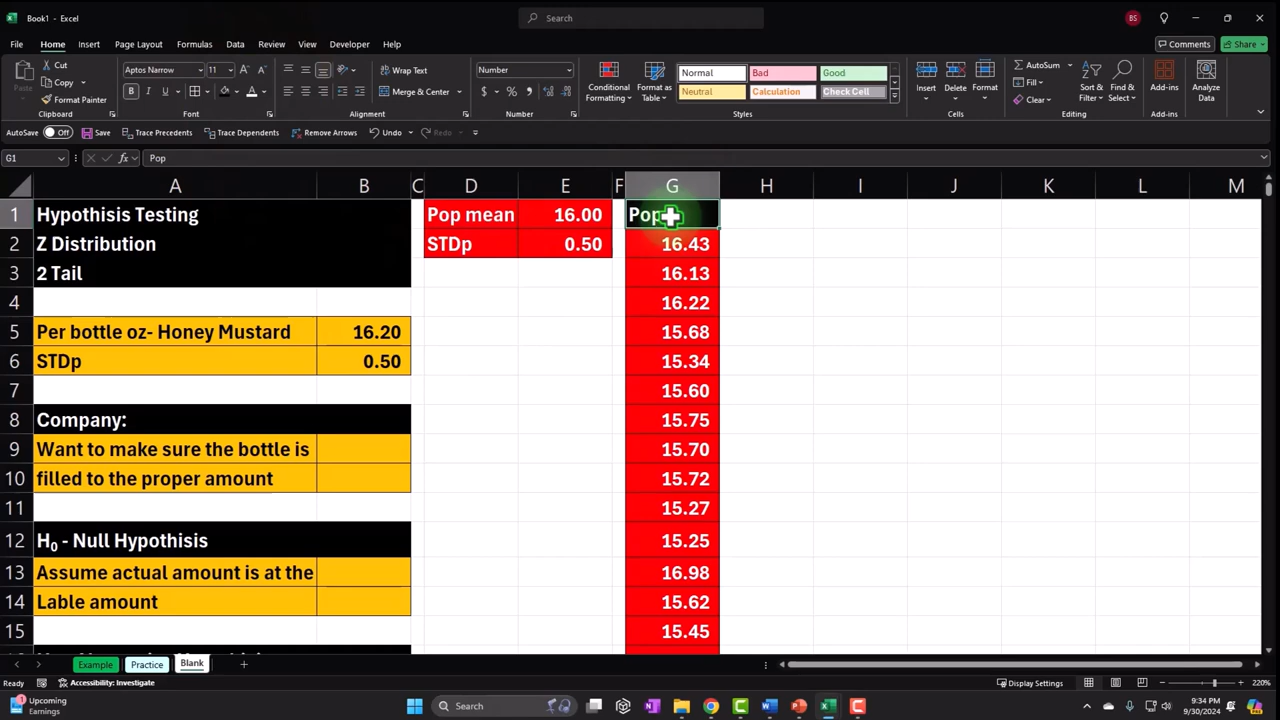 Book1 - Excel
Search
BS
File Home Insert Page Layout Formulas Data Review View Developer Help
Comments Share
Paste
Cut
Copy
Format Painter
Clipboard
Aptos Narrow 11
Font
Wrap Text
Merge & Center
Alignment
Number
Number
Conditional Formatting
Format as Table
Normal Bad Good
Neutral Calculation Check Cell
Styles
Insert Delete Format
Cells
AutoSum
Fill
Clear
Sort & Filter
Find & Select
Editing
Add-ins
Add-ins
Analyze Data
AutoSave Off Save Trace Precedents Trace Dependents Remove Arrows Undo Redo
G1 fx Pop
A B C D E F G H I J K L M
1 Hypothisis Testing Pop mean 16.00 Pop
2 Z Distribution STDp 0.50 16.43
3 2 Tail 16.13
4 16.22
5 Per bottle oz- Honey Mustard 16.20 15.68
6 STDp 0.50 15.34
7 15.60
8 Company: 15.75
9 Want to make sure the bottle is 15.70
10 filled to the proper amount 15.72
11 15.27
12 H₀ - Null Hypothisis 15.25
13 Assume actual amount is at the 16.98
14 Lable amount 15.62
15 15.45
Example Practice Blank
Ready Accessibility: Investigate Display Settings 220%
Upcoming
Earnings
Search
9:34 PM
9/30/2024